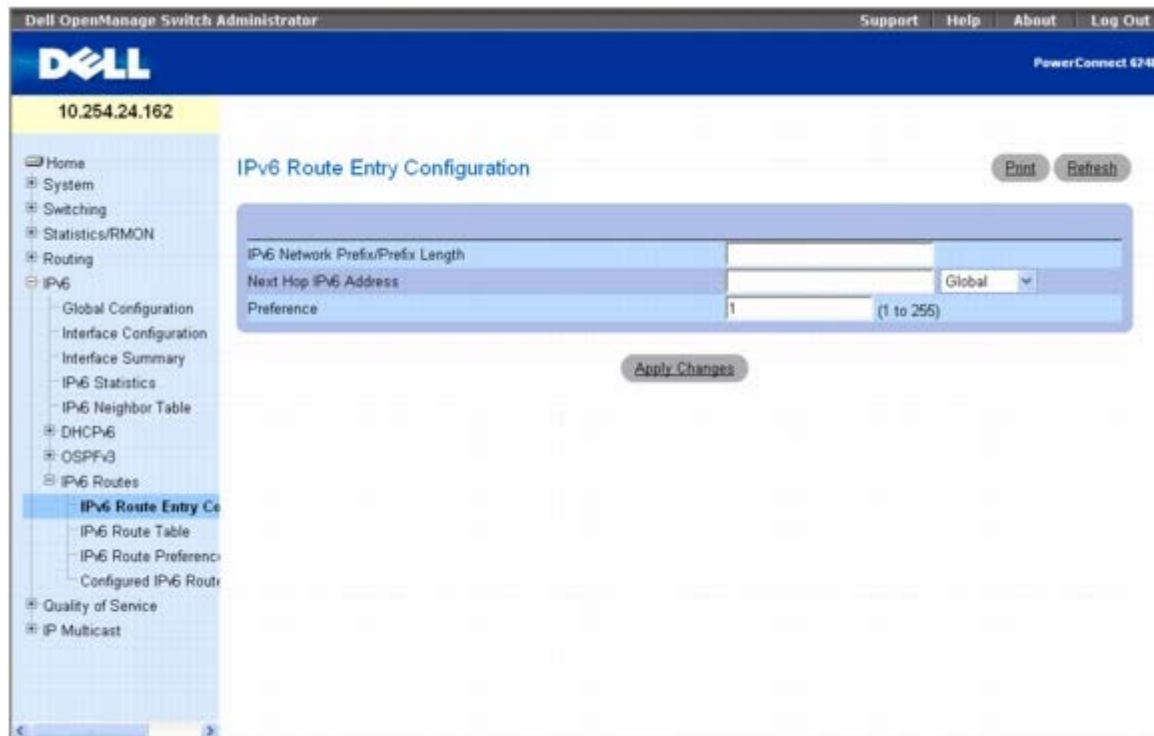 Dell OpenManage Switch Administrator
Support Help About Log Out
DELL
PowerConnect 6248
10.254.24.162
Home
System
Switching
Statistics/RMON
Routing
IPv6
Global Configuration
Interface Configuration
Interface Summary
IPv6 Statistics
IPv6 Neighbor Table
DHCPv6
OSPFv3
IPv6 Routes
IPv6 Route Entry Co
IPv6 Route Table
IPv6 Route Preferenc
Configured IPv6 Route
Quality of Service
IP Multicast
IPv6 Route Entry Configuration
Print Refresh
IPv6 Network Prefix/Prefix Length
Next Hop IPv6 Address Global
Preference 1 (1 to 255)
Apply Changes